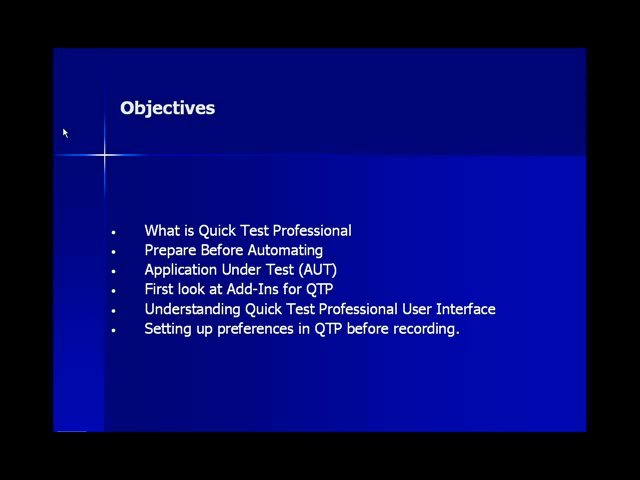 Objectives
• What is Quick Test Professional
• Prepare Before Automating
• Application Under Test (AUT)
• First look at Add-Ins for QTP
• Understanding Quick Test Professional User Interface
• Setting up preferences in QTP before recording.